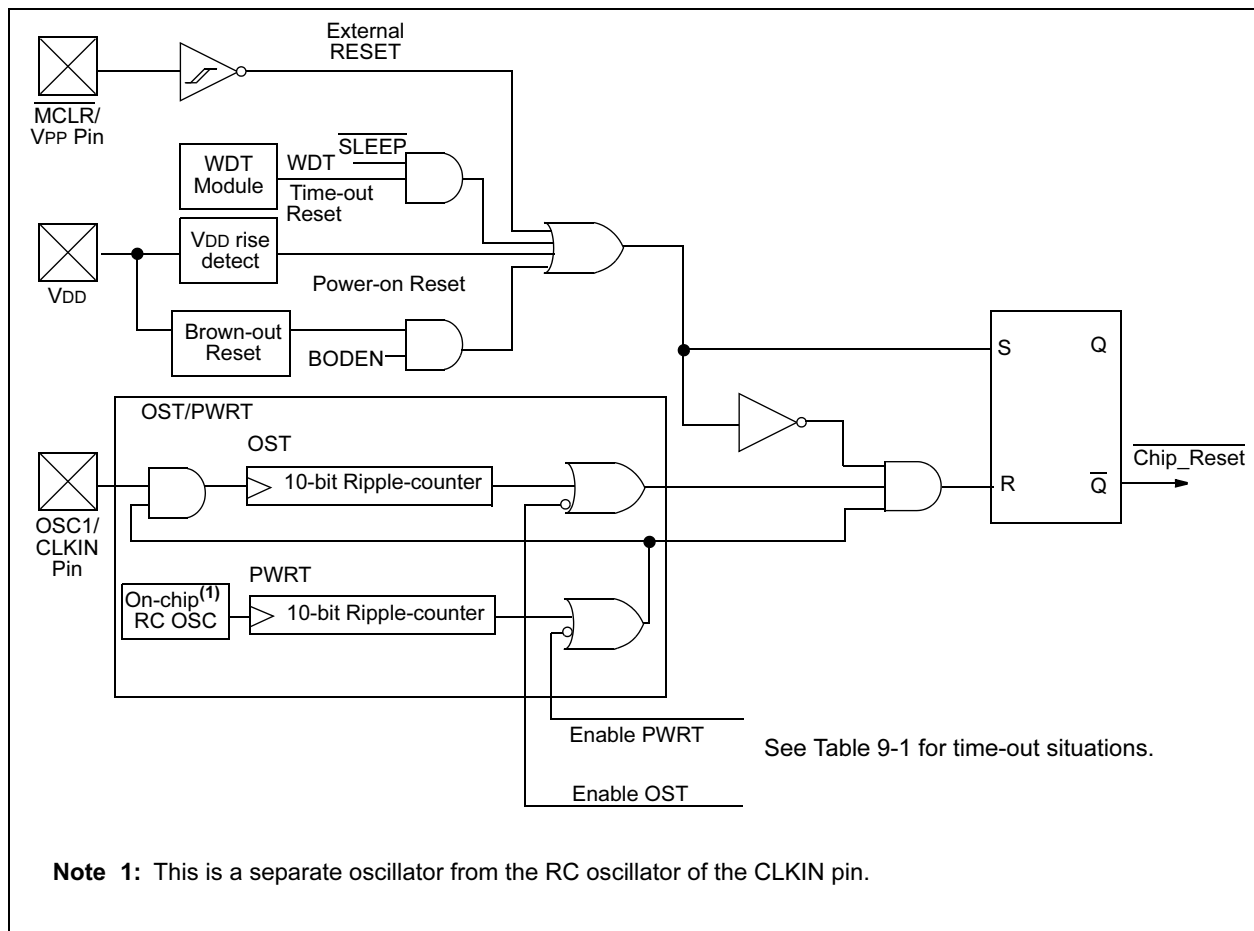 External
RESET
MCLR/
VPP Pin
SLEEP
WDT
Module
WDT
Time-out
Reset
VDD rise
detect
VDD
Power-on Reset
Brown-out
Reset
BODEN
S
Q
OST/PWRT
OST
10-bit Ripple-counter
Chip_Reset
R
Q
OSC1/
CLKIN
Pin
PWRT
On-chip(1)
RC OSC
10-bit Ripple-counter
Enable PWRT
See Table 9-1 for time-out situations.
Enable OST
Note 1: This is a separate oscillator from the RC oscillator of the CLKIN pin.